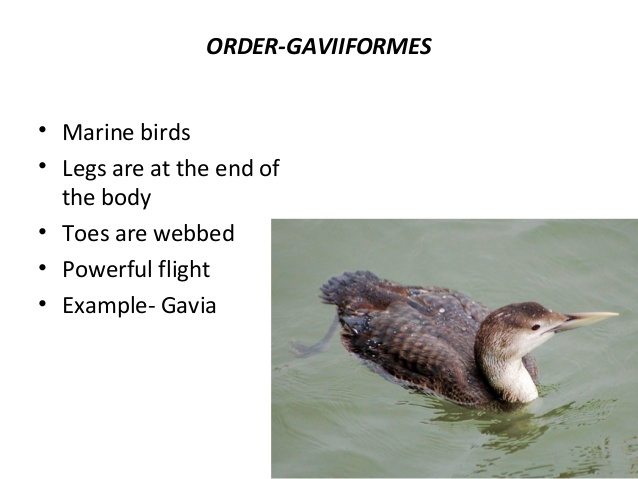 ORDER-GAVIIFORMES
• Marine birds
• Legs are at the end of
the body
• Toes are webbed
• Powerful flight
• Example- Gavia